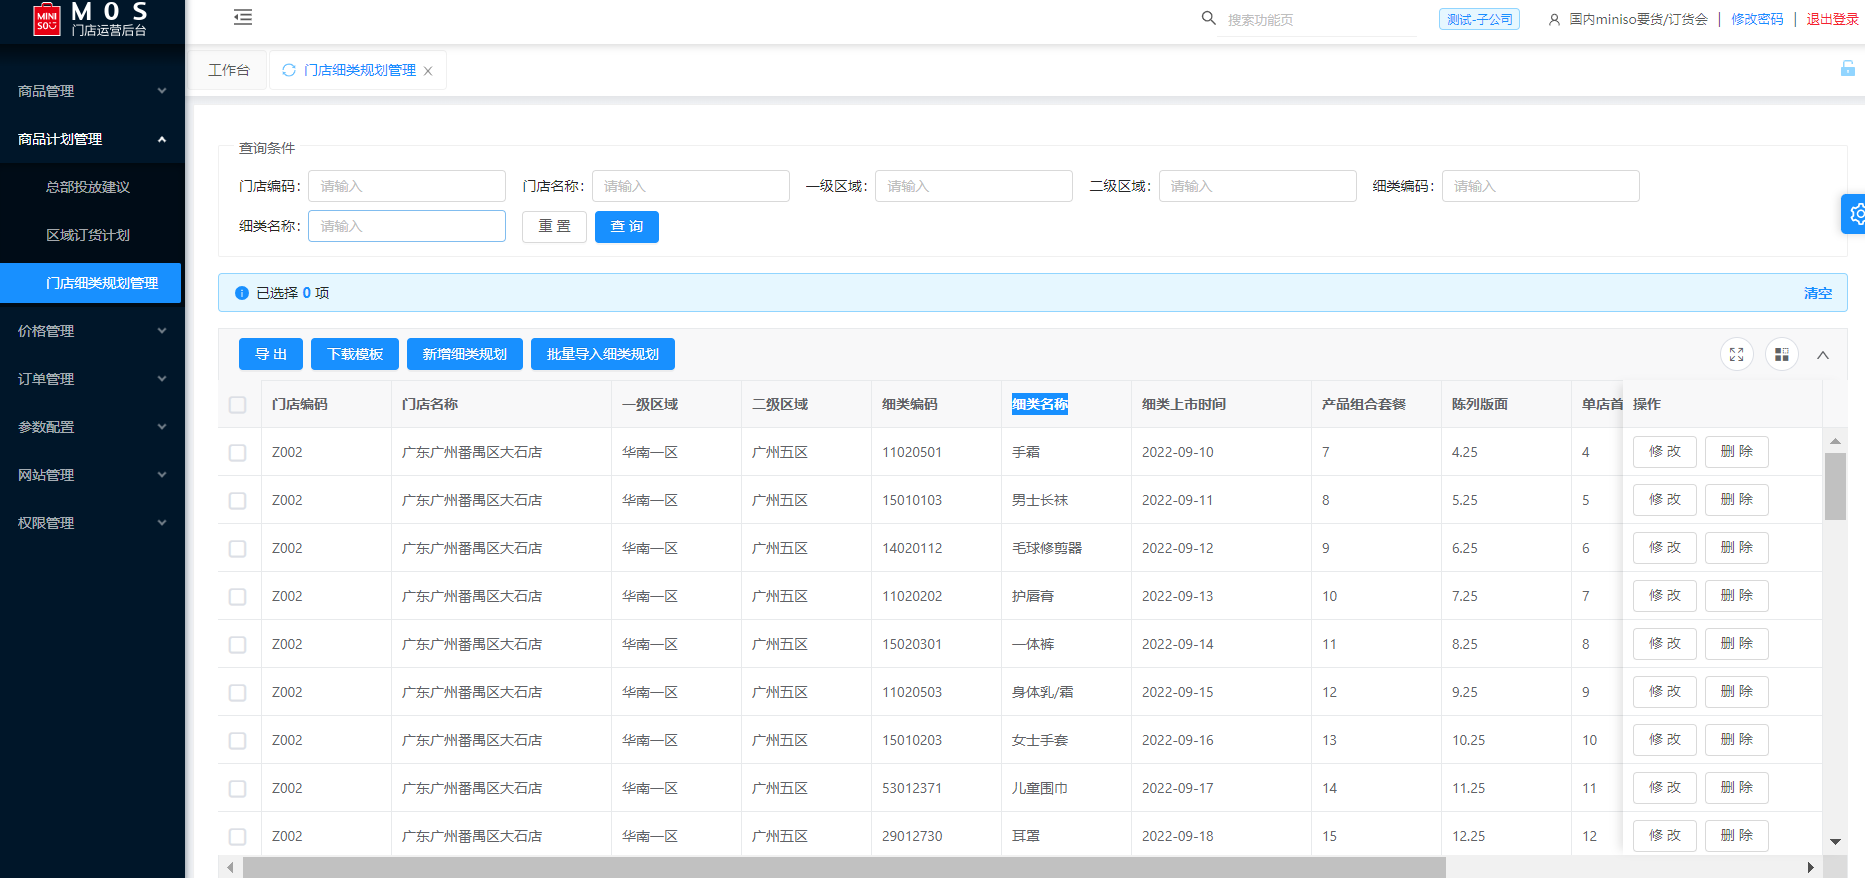 MINI SO MOS
门店运营后台
搜索功能页
测试-子公司
国内miniso要货/订货会 | 修改密码 | 退出登录
工作台
门店细类规划管理
商品管理
商品计划管理
总部投放建议
区域订货计划
门店细类规划管理
价格管理
订单管理
参数配置
网站管理
权限管理
查询条件
门店编码: 请输入 门店名称: 请输入 一级区域: 请输入 二级区域: 请输入 细类编码: 请输入
细类名称: 请输入 重 置 查 询
已选择 0 项 清空
导 出 下载模板 新增细类规划 批量导入细类规划
门店编码 门店名称 一级区域 二级区域 细类编码 细类名称 细类上市时间 产品组合套餐 陈列版面 单店首 操作
Z002 广东广州番禺区大石店 华南一区 广州五区 11020501 手霜 2022-09-10 7 4.25 4 修 改 删 除
Z002 广东广州番禺区大石店 华南一区 广州五区 15010103 男士长袜 2022-09-11 8 5.25 5 修 改 删 除
Z002 广东广州番禺区大石店 华南一区 广州五区 14020112 毛球修剪器 2022-09-12 9 6.25 6 修 改 删 除
Z002 广东广州番禺区大石店 华南一区 广州五区 11020202 护唇膏 2022-09-13 10 7.25 7 修 改 删 除
Z002 广东广州番禺区大石店 华南一区 广州五区 15020301 一体裤 2022-09-14 11 8.25 8 修 改 删 除
Z002 广东广州番禺区大石店 华南一区 广州五区 11020503 身体乳/霜 2022-09-15 12 9.25 9 修 改 删 除
Z002 广东广州番禺区大石店 华南一区 广州五区 15010203 女士手套 2022-09-16 13 10.25 10 修 改 删 除
Z002 广东广州番禺区大石店 华南一区 广州五区 53012371 儿童围巾 2022-09-17 14 11.25 11 修 改 删 除
Z002 广东广州番禺区大石店 华南一区 广州五区 29012730 耳罩 2022-09-18 15 12.25 12 修 改 删 除